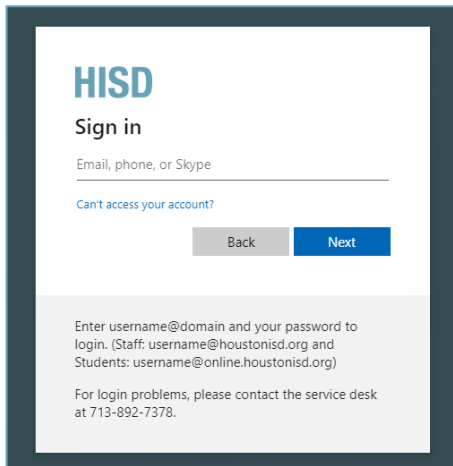 HISD
Sign in
Email, phone, or Skype
Can't access your account?
Back Next
Enter username@domain and your password to
login. (Staff: username@houstonisd.org and
Students: username@online.houstonisd.org)
For login problems, please contact the service desk
at 713-892-7378.